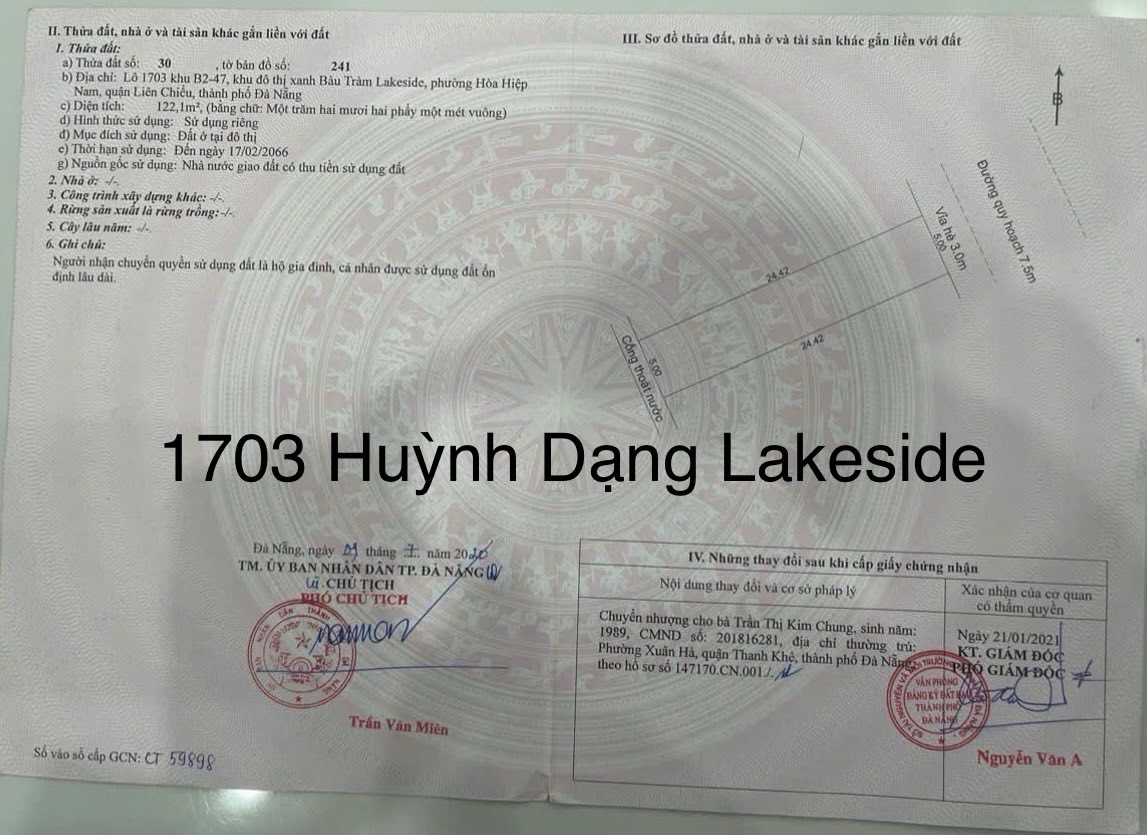 II. Thửa đất, nhà ở và tài sản khác gắn liền với đất
1. Thửa đất:
a) Thửa đất số: 30 , tờ bản đồ số: 241
b) Địa chỉ: Lô 1703 khu B2-47, khu đô thị xanh Bàu Tràm Lakeside, phường Hòa Hiệp
Nam, quận Liên Chiểu, thành phố Đà Nẵng
c) Diện tích: 122,1m², (bằng chữ: Một trăm hai mươi hai phẩy một mét vuông)
d) Hình thức sử dụng: Sử dụng riêng
đ) Mục đích sử dụng: Đất ở tại đô thị
e) Thời hạn sử dụng: Đến ngày 17/02/2066
g) Nguồn gốc sử dụng: Nhà nước giao đất có thu tiền sử dụng đất
2. Nhà ở: -/-.
3. Công trình xây dựng khác: -/-.
4. Rừng sản xuất là rừng trồng: -/-.
5. Cây lâu năm: -/-.
6. Ghi chú:
Người nhận chuyển quyền sử dụng đất là hộ gia đình, cá nhân được sử dụng đất ổn
định lâu dài.
III. Sơ đồ thửa đất, nhà ở và tài sản khác gắn liền với đất
B
Đường quy hoạch 7.5m
Vỉa hè 3.0m
5.00
24.42
24.42
5.00
Cống thoát nước
1703 Huỳnh Dạng Lakeside
Đà Nẵng, ngày tháng năm 2020
TM. ỦY BAN NHÂN DÂN TP. ĐÀ NẴNG
CHỦ TỊCH
PHÓ CHỦ TỊCH
Trần Văn Miên
Số vào sổ cấp GCN: CT 59898
IV. Những thay đổi sau khi cấp giấy chứng nhận
Nội dung thay đổi và cơ sở pháp lý
Xác nhận của cơ quan
có thẩm quyền
Chuyển nhượng cho bà Trần Thị Kim Chung, sinh năm:
1989, CMND số: 201816281, địa chỉ thường trú:
Phường Xuân Hà, quận Thanh Khê, thành phố Đà Nẵng,
theo hồ sơ số 147170.CN.001./.
Ngày 21/01/2021
KT. GIÁM ĐỐC
PHÓ GIÁM ĐỐC
VĂN PHÒNG
ĐĂNG KÝ ĐẤT ĐAI
THÀNH PHỐ
ĐÀ NẴNG
Nguyễn Văn A